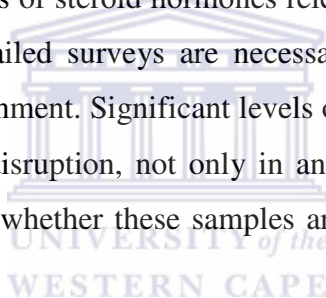 s of steroid hormones rele
ailed surveys are necessa
nment. Significant levels o
isruption, not only in an
whether these samples ar
UNIVERSITY of the
WESTERN CAPE